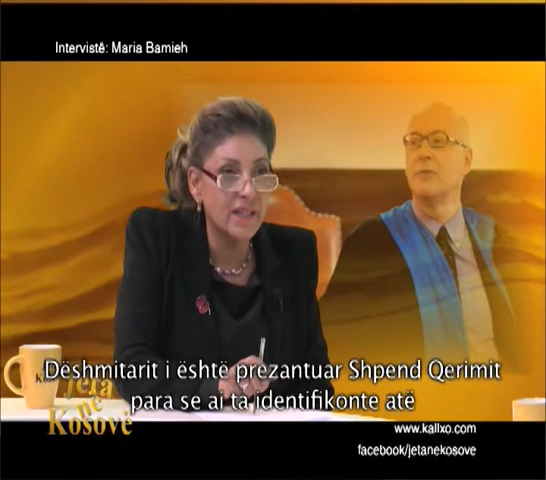 Intervistë: Maria Bamieh
Dëshmitarit i është prezantuar Shpend Qerimit
para se ai ta identifikonte atë
Jeta
në
Kosovë
www.kallxo.com
facebook/jetanekosove